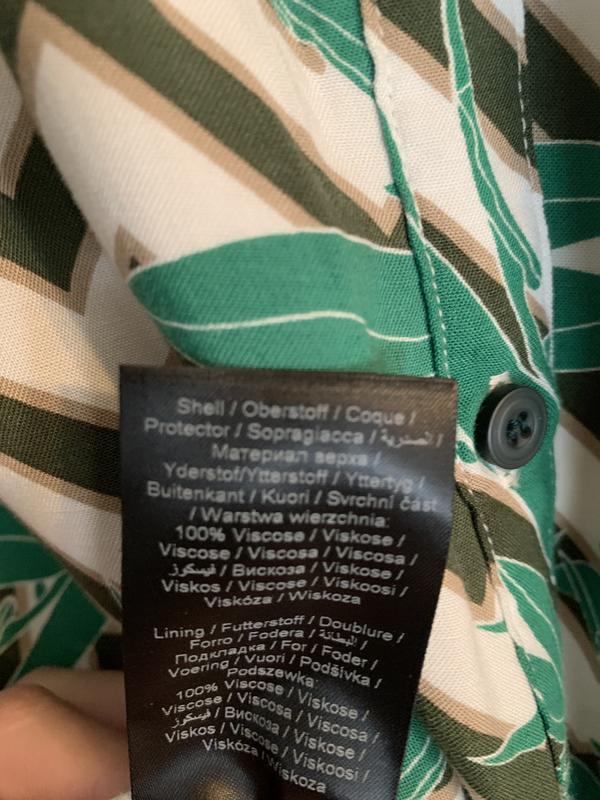 Shell / Oberstoff / Coque /
Protector / Sopragiacca / الصدرية /
Материал верха /
Yderstof/Ytterstoff / Yttertyg /
Buitenkant / Kuori / Svrchní část
/ Warstwa wierzchnia:
100% Viscose / Viskose /
Viscose / Viscosa / Viscosa /
فيسكوز / Вискоза / Viskose /
Viskos / Viscose / Viskoosi /
Viskóza / Wiskoza
Lining / Futterstoff / Doublure /
Forro / Fodera / البطانة /
Подкладка / For / Foder /
Voering / Vuori / Podšívka /
Podszewka:
100% Viscose / Viskose /
Viscose / Viscosa / Viscosa /
فيسكوز / Вискоза / Viskose /
Viskos / Viscose / Viskoosi /
Viskóza / Wiskoza